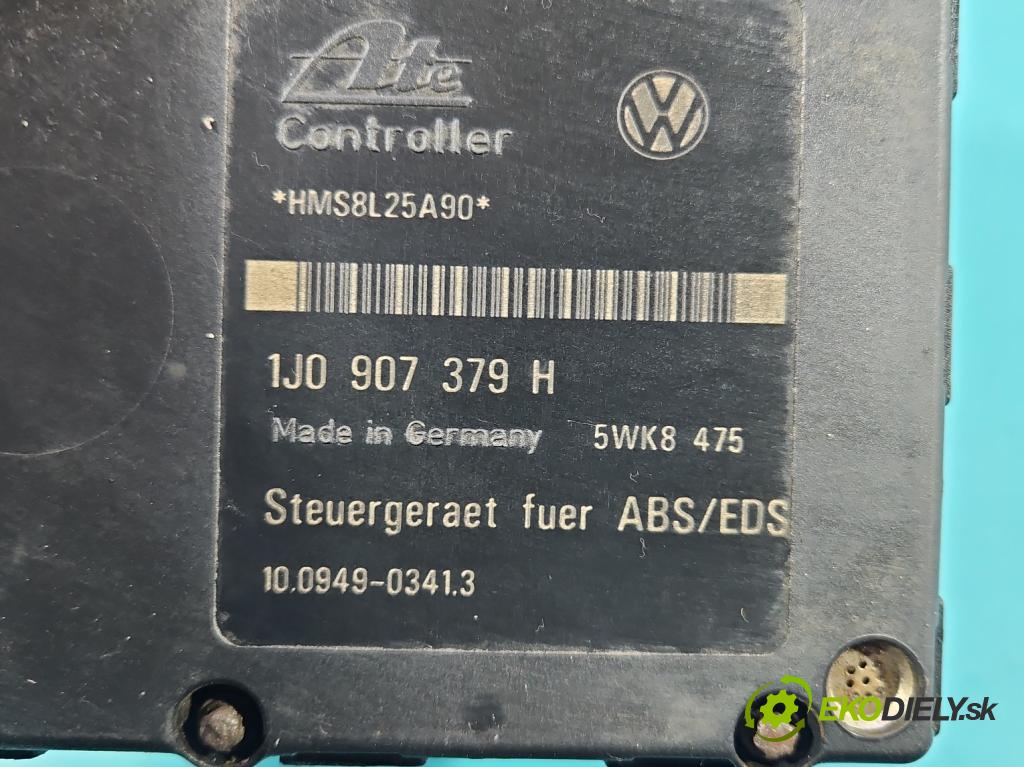 Ate
Controller
*HMS8L25A90*
1J0 907 379 H
Made in Germany 5WK8 475
Steuergeraet fuer ABS/EDS
10.0949-0341.3
EKODIELY.sk